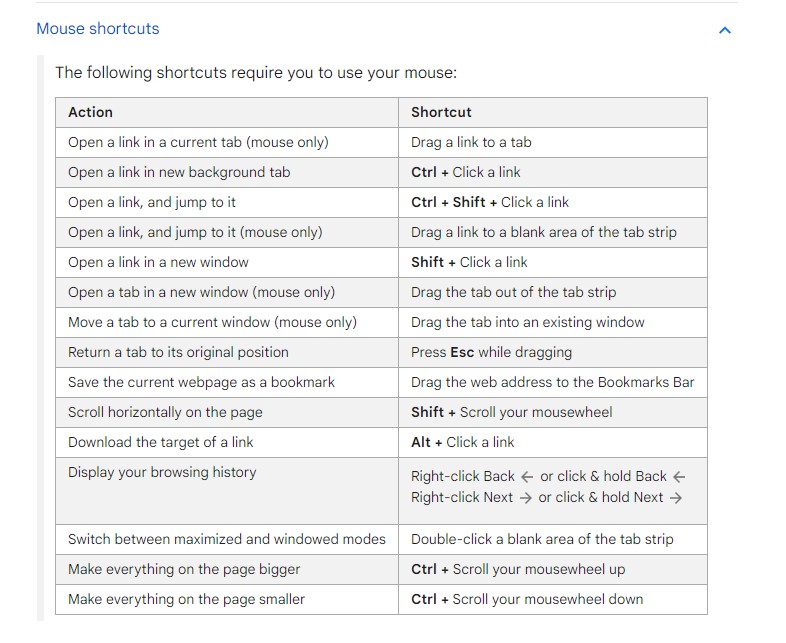 Mouse shortcuts
The following shortcuts require you to use your mouse:
Action Shortcut
Open a link in a current tab (mouse only) Drag a link to a tab
Open a link in new background tab Ctrl + Click a link
Open a link, and jump to it Ctrl + Shift + Click a link
Open a link, and jump to it (mouse only) Drag a link to a blank area of the tab strip
Open a link in a new window Shift + Click a link
Open a tab in a new window (mouse only) Drag the tab out of the tab strip
Move a tab to a current window (mouse only) Drag the tab into an existing window
Return a tab to its original position Press Esc while dragging
Save the current webpage as a bookmark Drag the web address to the Bookmarks Bar
Scroll horizontally on the page Shift + Scroll your mousewheel
Download the target of a link Alt + Click a link
Display your browsing history Right-click Back ← or click & hold Back ←
Right-click Next → or click & hold Next →
Switch between maximized and windowed modes Double-click a blank area of the tab strip
Make everything on the page bigger Ctrl + Scroll your mousewheel up
Make everything on the page smaller Ctrl + Scroll your mousewheel down